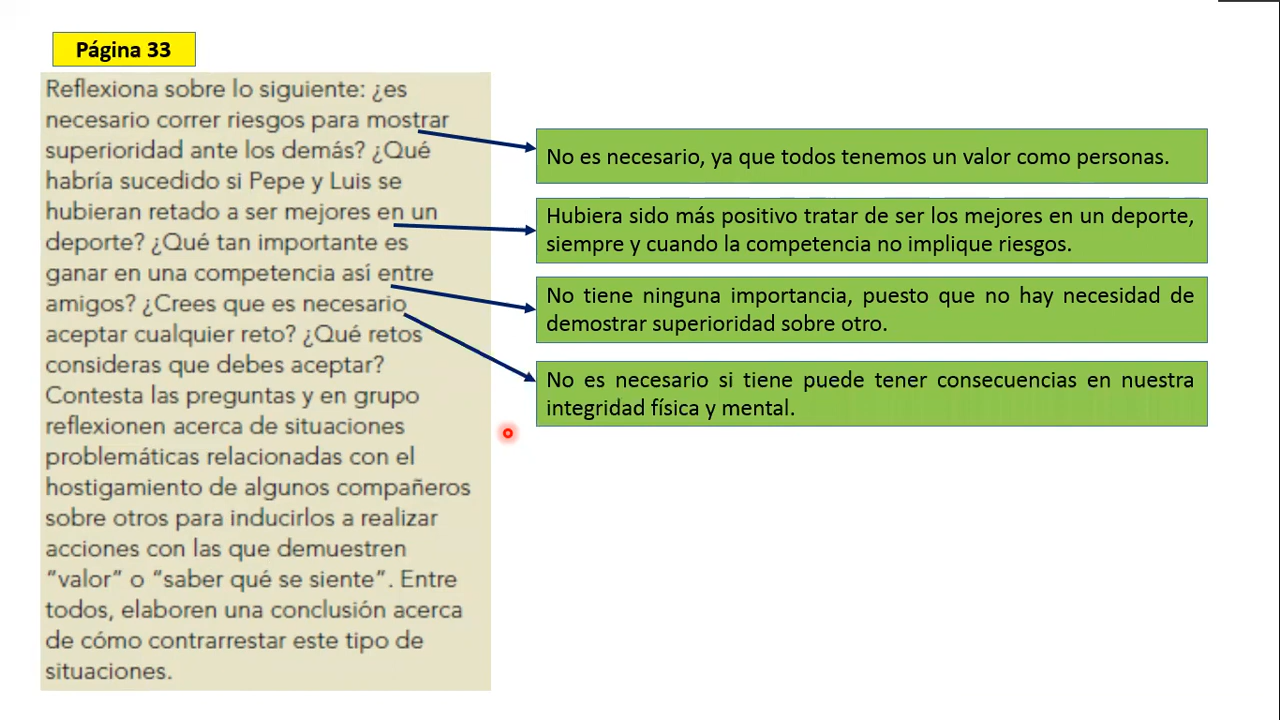 Página 33
Reflexiona sobre lo siguiente: ¿es
necesario correr riesgos para mostrar
superioridad ante los demás? ¿Qué
habría sucedido si Pepe y Luis se
hubieran retado a ser mejores en un
deporte? ¿Qué tan importante es
ganar en una competencia así entre
amigos? ¿Crees que es necesario
aceptar cualquier reto? ¿Qué retos
consideras que debes aceptar?
Contesta las preguntas y en grupo
reflexionen acerca de situaciones
problemáticas relacionadas con el
hostigamiento de algunos compañeros
sobre otros para inducirlos a realizar
acciones con las que demuestren
“valor” o “saber qué se siente”. Entre
todos, elaboren una conclusión acerca
de cómo contrarrestar este tipo de
situaciones.
No es necesario, ya que todos tenemos un valor como personas.
Hubiera sido más positivo tratar de ser los mejores en un deporte,
siempre y cuando la competencia no implique riesgos.
No tiene ninguna importancia, puesto que no hay necesidad de
demostrar superioridad sobre otro.
No es necesario si tiene puede tener consecuencias en nuestra
integridad física y mental.